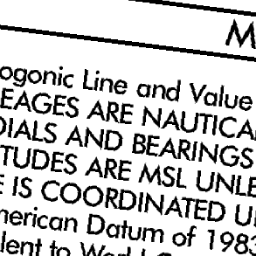 M
ogonic Line and Value
EAGES ARE NAUTICA
DIALS AND BEARINGS
TUDES ARE MSL UNLE
E IS COORDINATED U
merican Datum of 1983
lent to World G